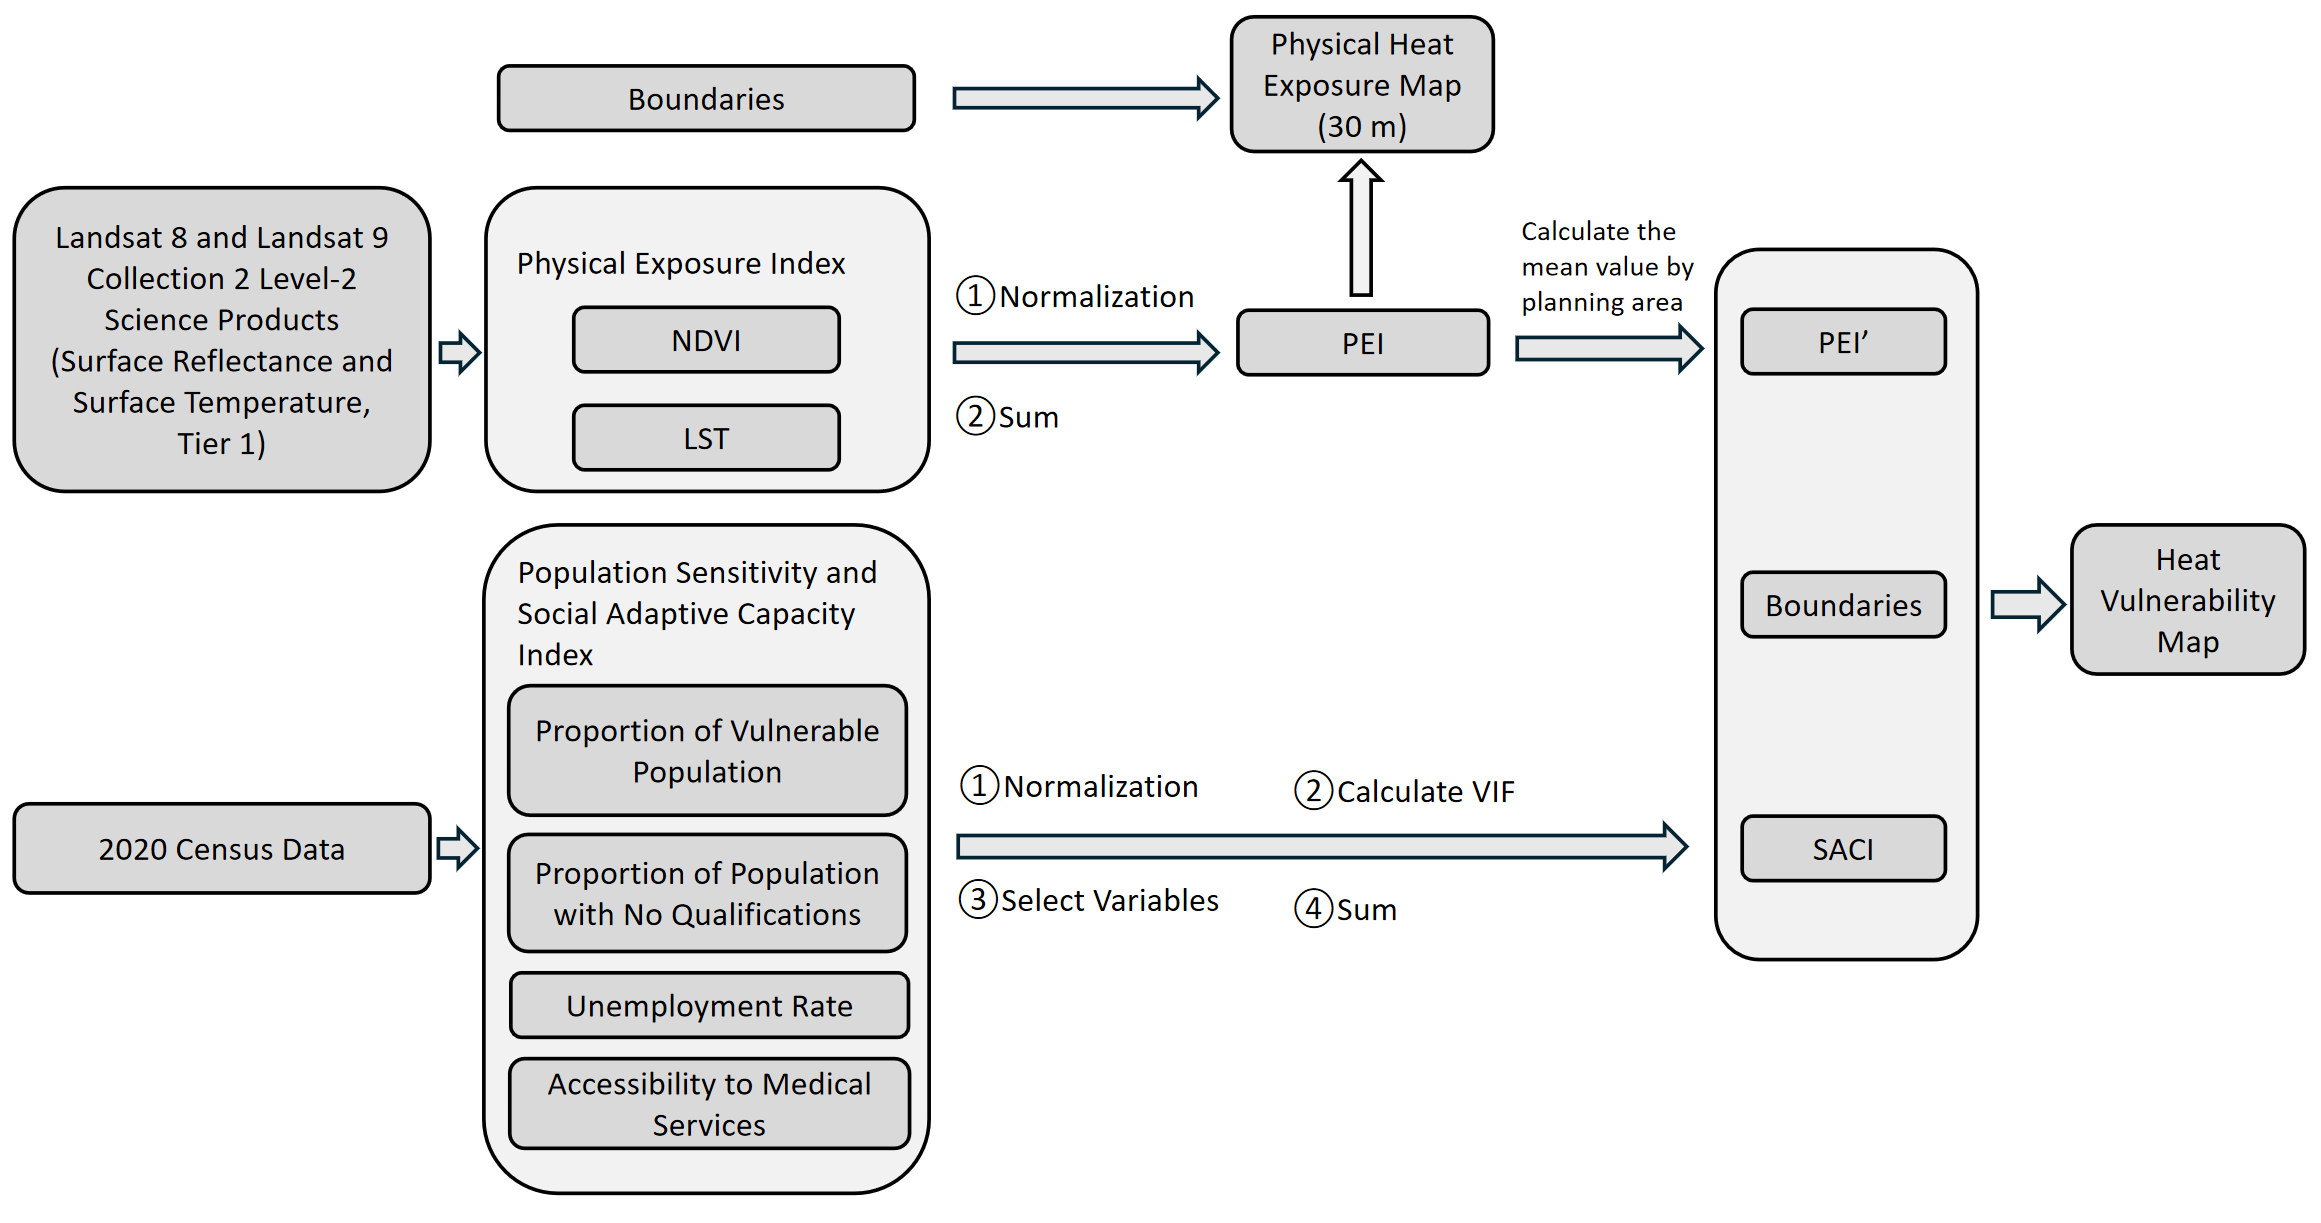 Boundaries
Physical Heat
Exposure Map
(30 m)
Landsat 8 and Landsat 9
Collection 2 Level-2
Science Products
(Surface Reflectance and
Surface Temperature,
Tier 1)
Physical Exposure Index
NDVI
LST
①Normalization
②Sum
PEI
Calculate the
mean value by
planning area
PEI’
Boundaries
SACI
Heat
Vulnerability
Map
2020 Census Data
Population Sensitivity and
Social Adaptive Capacity
Index
Proportion of Vulnerable
Population
Proportion of Population
with No Qualifications
Unemployment Rate
Accessibility to Medical
Services
①Normalization
②Calculate VIF
③Select Variables
④Sum